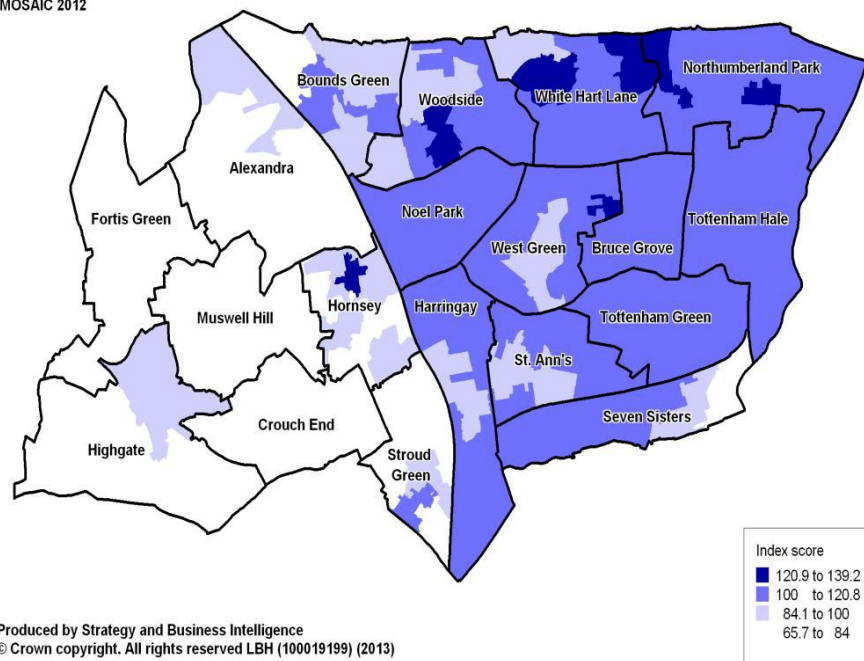 MOSAIC 2012
Bounds Green
Northumberland Park
Woodside
White Hart Lane
Alexandra
Fortis Green
Noel Park
Tottenham Hale
West Green
Bruce Grove
Muswell Hill
Hornsey
Harringay
Tottenham Green
St. Ann's
Seven Sisters
Crouch End
Highgate
Stroud
Green
Index score
120.9 to 139.2
100 to 120.8
84.1 to 100
65.7 to 84
Produced by Strategy and Business Intelligence
© Crown copyright. All rights reserved LBH (100019199) (2013)